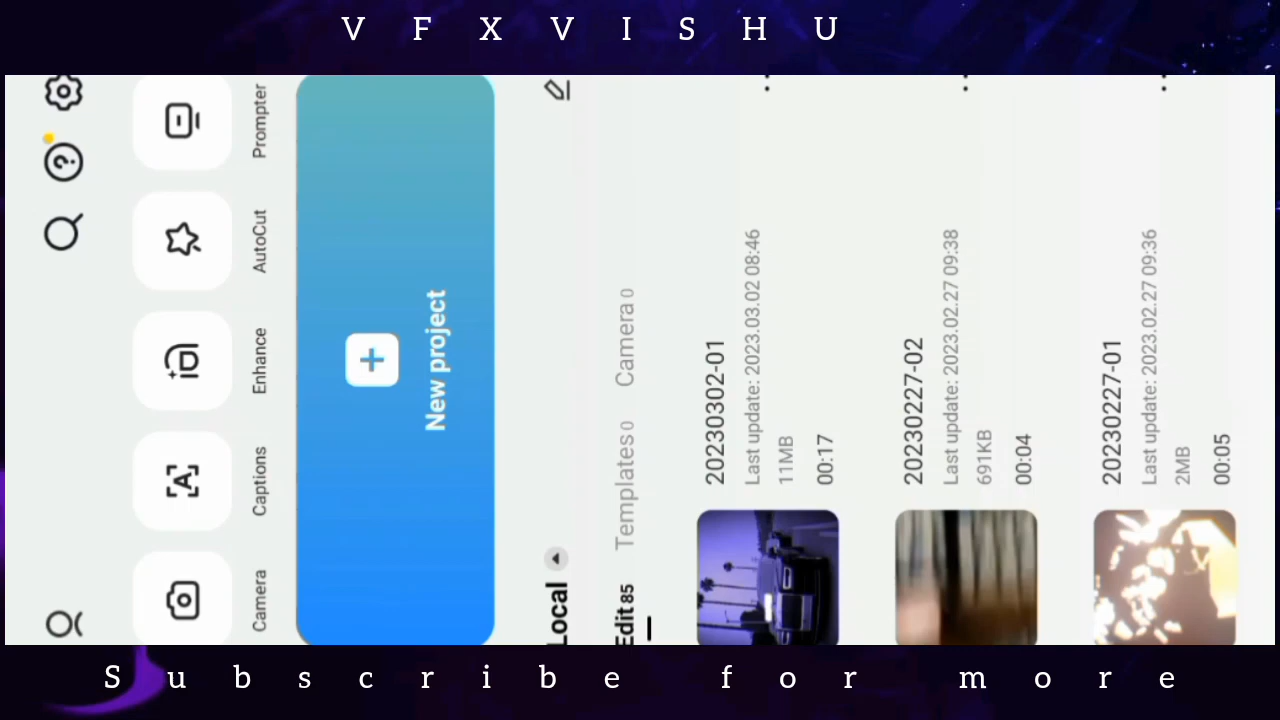 V F X V I S H U
Camera
Captions
Enhance
AutoCut
Prompter
New project
Local
Edit 85 Templates 0 Camera 0
20230302-01
Last update: 2023.03.02 08:46
11MB
00:17
20230227-02
Last update: 2023.02.27 09:38
691KB
00:04
20230227-01
Last update: 2023.02.27 09:36
2MB
00:05
S u b s c r i b e f o r m o r e